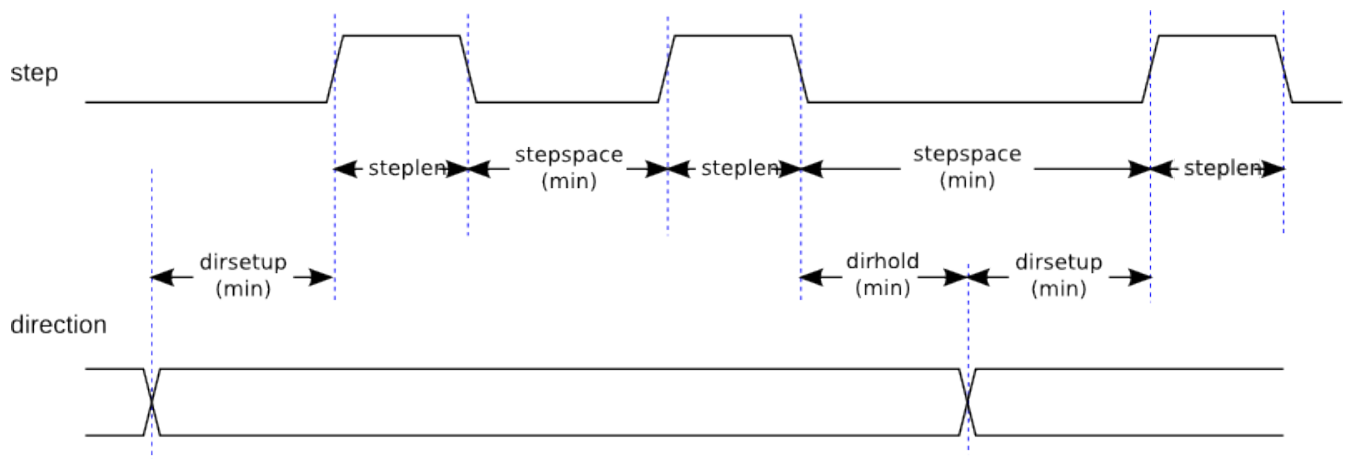 step
steplen
stepspace
(min)
steplen
stepspace
(min)
steplen
dirsetup
(min)
dirhold
(min)
dirsetup
(min)
direction